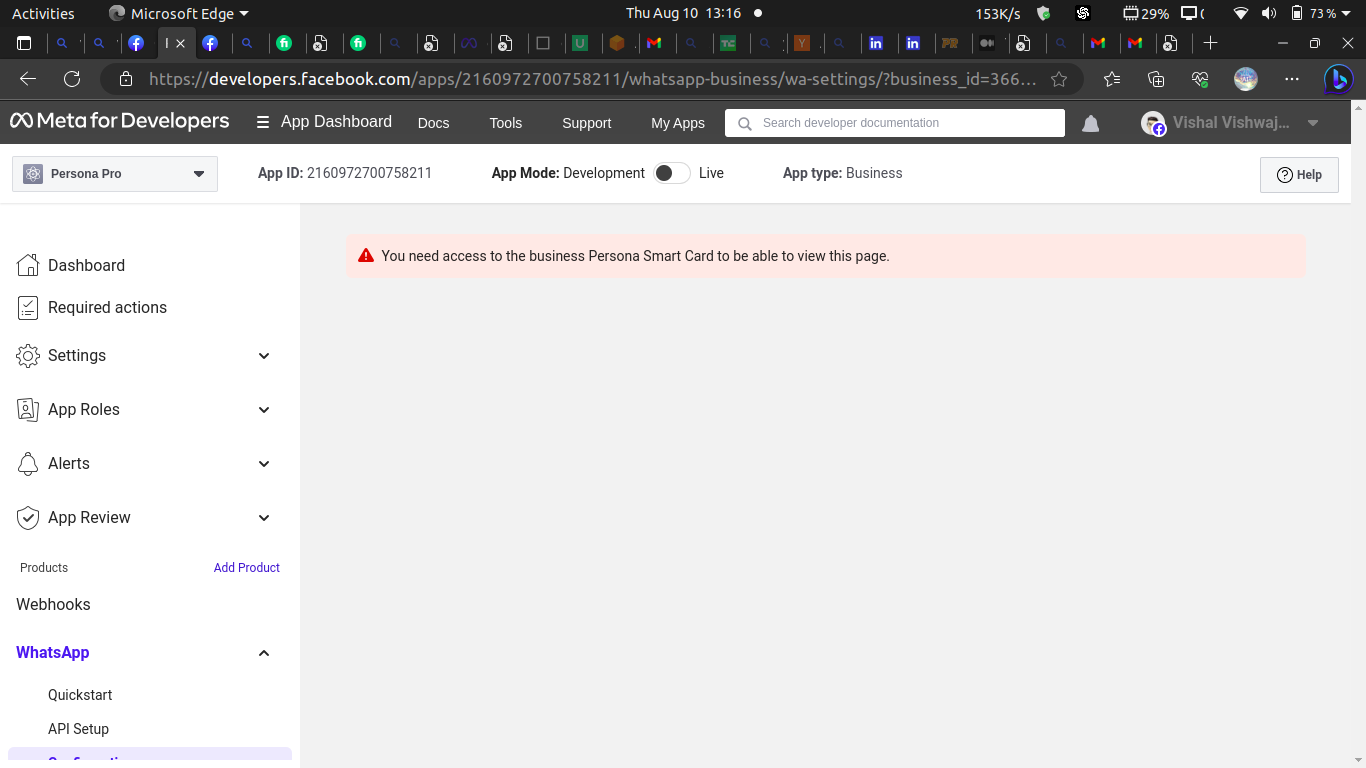 Activities
Microsoft Edge
Thu Aug 10 13:16
153K/s
29%
73 %
https://developers.facebook.com/apps/2160972700758211/whatsapp-business/wa-settings/?business_id=366...
Meta for Developers
App Dashboard
Docs
Tools
Support
My Apps
Search developer documentation
Vishal Vishwaj...
Persona Pro
App ID: 2160972700758211
App Mode: Development
Live
App type: Business
Help
You need access to the business Persona Smart Card to be able to view this page.
Dashboard
Required actions
Settings
App Roles
Alerts
App Review
Products
Add Product
Webhooks
WhatsApp
Quickstart
API Setup